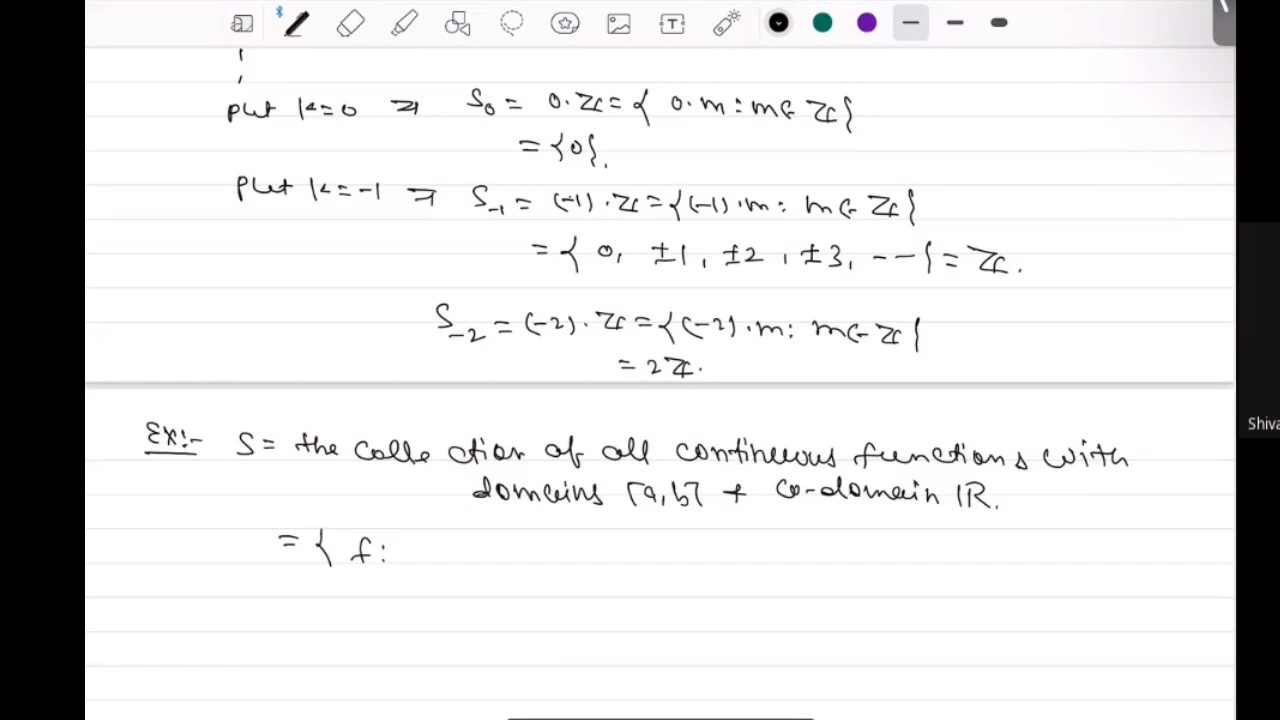 put k=0 ⇒ S₀ = 0·ℤ = { 0·m : m ∈ ℤ }
= {0}.
put k=-1 ⇒ S₋₁ = (-1)·ℤ = {(-1)·m : m ∈ ℤ}
= { 0, ±1, ±2, ±3, --- } = ℤ.
S₋₂ = (-2)·ℤ = {(-2)·m : m ∈ ℤ}
= 2ℤ.
Ex:- S = the collection of all continuous functions with
domains [a,b] + co-domain ℝ.
= { f:
Shiva